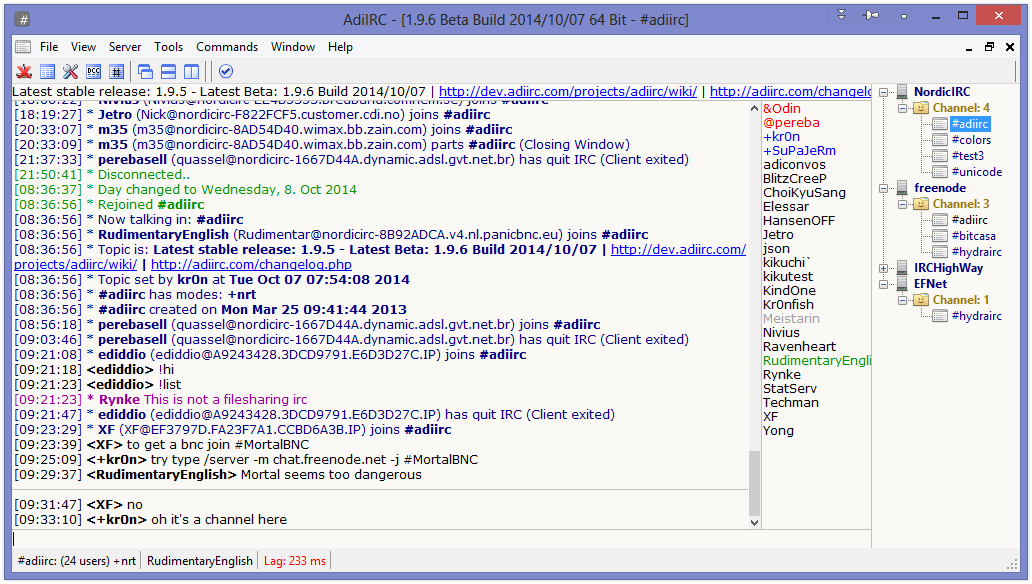 AdiIRC - [1.9.6 Beta Build 2014/10/07 64 Bit - #adiirc]
File View Server Tools Commands Window Help
Latest stable release: 1.9.5 - Latest Beta: 1.9.6 Build 2014/10/07 | http://dev.adiirc.com/projects/adiirc/wiki/ | http://adiirc.com/changelo
[18:19:27] * Jetro (Nick@nordicirc-F822FCF5.customer.cdi.no) joins #adiirc
[20:33:07] * m35 (m35@nordicirc-8AD54D40.wimax.bb.zain.com) joins #adiirc
[20:33:09] * m35 (m35@nordicirc-8AD54D40.wimax.bb.zain.com) parts #adiirc (Closing Window)
[21:37:33] * perebasell (quassel@nordicirc-1667D44A.dynamic.adsl.gvt.net.br) has quit IRC (Client exited)
[21:50:41] * Disconnected..
[08:36:37] * Day changed to Wednesday, 8. Oct 2014
[08:36:56] * Rejoined #adiirc
[08:36:56] * Now talking in: #adiirc
[08:36:56] * RudimentaryEnglish (Rudimentar@nordicirc-8B92ADCA.v4.nl.panicbnc.eu) joins #adiirc
[08:36:56] * Topic is: Latest stable release: 1.9.5 - Latest Beta: 1.9.6 Build 2014/10/07 | http://dev.adiirc.com/
projects/adiirc/wiki/ | http://adiirc.com/changelog.php
[08:36:56] * Topic set by kr0n at Tue Oct 07 07:54:08 2014
[08:36:56] * #adiirc has modes: +nrt
[08:36:56] * #adiirc created on Mon Mar 25 09:41:44 2013
[08:56:18] * perebasell (quassel@nordicirc-1667D44A.dynamic.adsl.gvt.net.br) joins #adiirc
[09:03:46] * perebasell (quassel@nordicirc-1667D44A.dynamic.adsl.gvt.net.br) has quit IRC (Client exited)
[09:21:08] * ediddio (ediddio@A9243428.3DCD9791.E6D3D27C.IP) joins #adiirc
[09:21:18] <ediddio> !hi
[09:21:23] <ediddio> !list
[09:21:23] * Rynke This is not a filesharing irc
[09:21:47] * ediddio (ediddio@A9243428.3DCD9791.E6D3D27C.IP) has quit IRC (Client exited)
[09:23:29] * XF (XF@EF3797D.FA23F7A1.CCBD6A3B.IP) joins #adiirc
[09:23:39] <XF> to get a bnc join #MortalBNC
[09:25:09] <+kr0n> try type /server -m chat.freenode.net -j #MortalBNC
[09:29:37] <RudimentaryEnglish> Mortal seems too dangerous
[09:31:47] <XF> no
[09:33:10] <+kr0n> oh it's a channel here
&Odin
@pereba
+kr0n
+SuPaJeRm
adiconvos
BlitzCreeP
ChoiKyuSang
Elessar
HansenOFF
Jetro
json
kikuchi`
kikutest
KindOne
Kr0nfish
Meistarin
Nivius
Ravenheart
RudimentaryEngli
Rynke
StatServ
Techman
XF
Yong
NordicIRC
Channel: 4
#adiirc
#colors
#test3
#unicode
freenode
Channel: 3
#adiirc
#bitcasa
#hydrairc
IRCHighWay
EFNet
Channel: 1
#hydrairc
#adiirc: (24 users) +nrt RudimentaryEnglish Lag: 233 ms